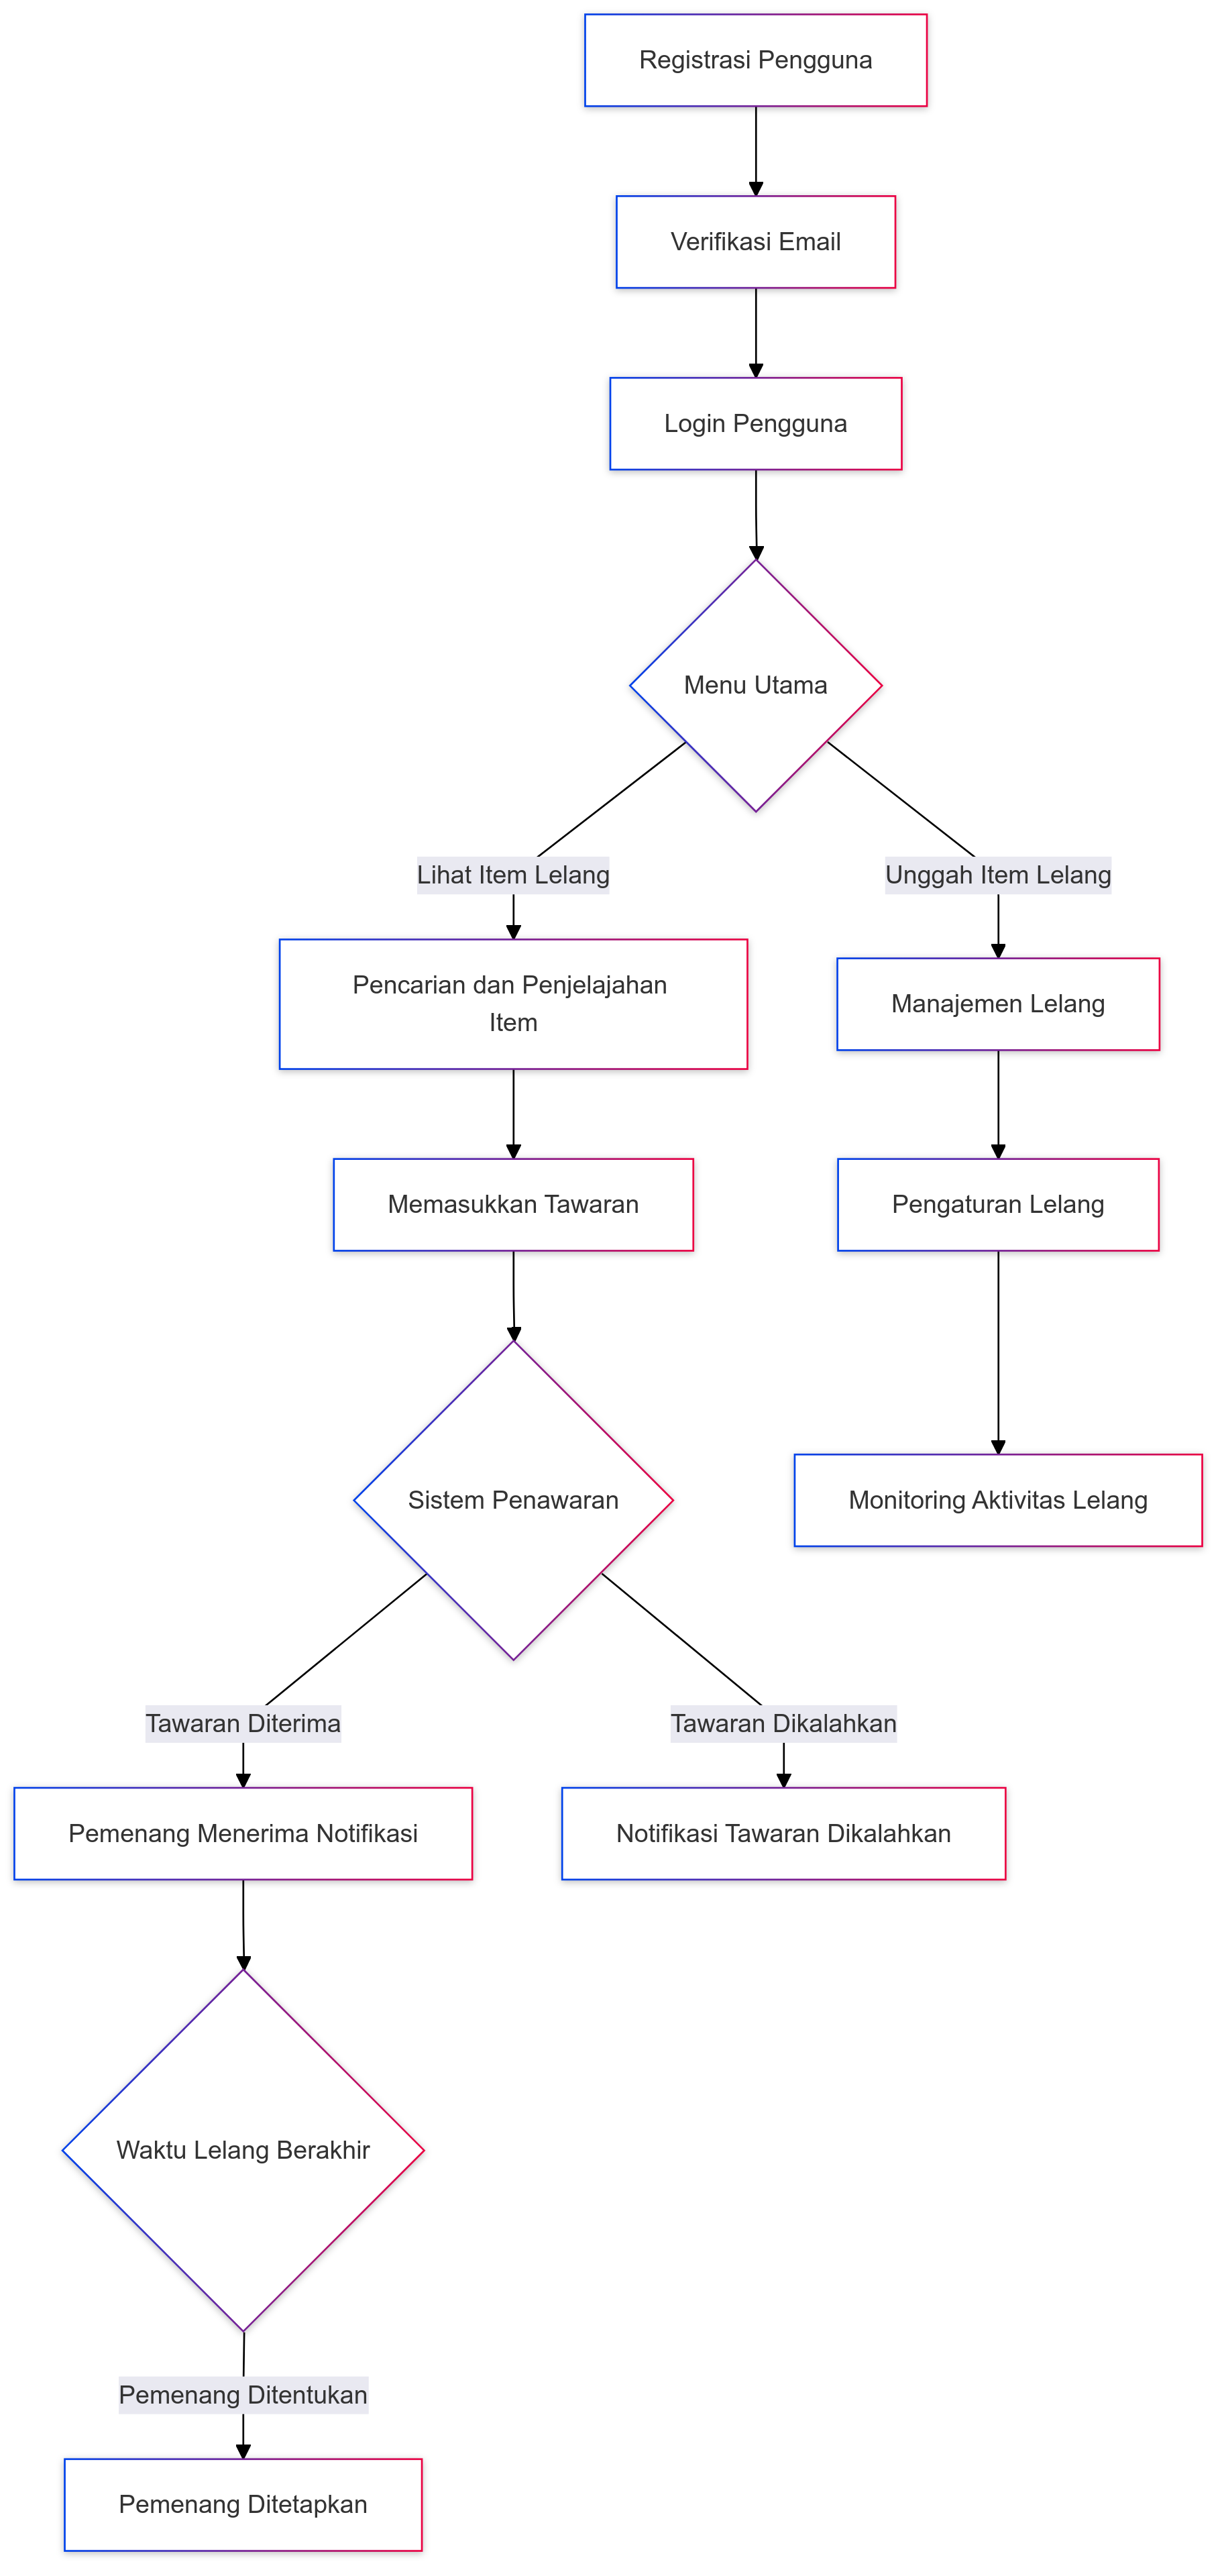 Registrasi Pengguna
Verifikasi Email
Login Pengguna
Menu Utama
Lihat Item Lelang
Unggah Item Lelang
Pencarian dan Penjelajahan
Item
Manajemen Lelang
Memasukkan Tawaran
Pengaturan Lelang
Sistem Penawaran
Monitoring Aktivitas Lelang
Tawaran Diterima
Tawaran Dikalahkan
Pemenang Menerima Notifikasi
Notifikasi Tawaran Dikalahkan
Waktu Lelang Berakhir
Pemenang Ditentukan
Pemenang Ditetapkan